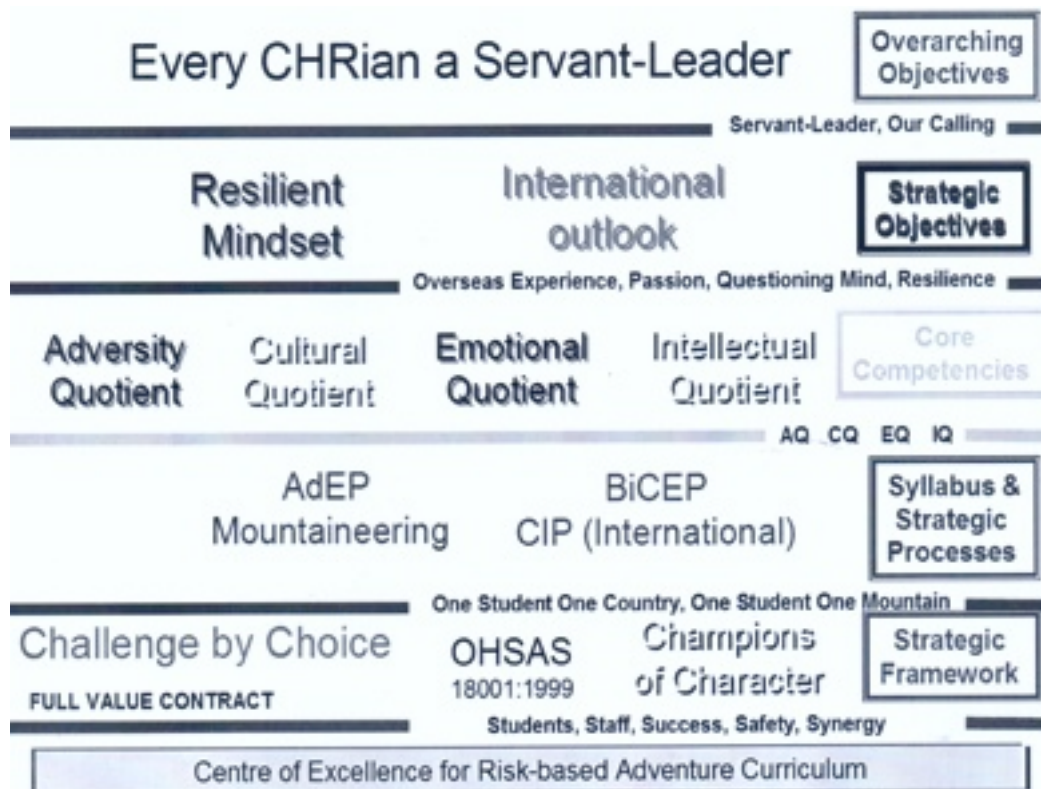 Every CHRian a Servant-Leader
Overarching
Objectives
Servant-Leader, Our Calling
Resilient
Mindset
International
outlook
Strategic
Objectives
Overseas Experience, Passion, Questioning Mind, Resilience
Adversity
Quotient
Cultural
Quotient
Emotional
Quotient
Intellectual
Quotient
Core
Competencies
AQ CQ EQ IQ
AdEP
Mountaineering
BiCEP
CIP (International)
Syllabus &
Strategic
Processes
One Student One Country, One Student One Mountain
Challenge by Choice
FULL VALUE CONTRACT
OHSAS
18001:1999
Champions
of Character
Strategic
Framework
Students, Staff, Success, Safety, Synergy
Centre of Excellence for Risk-based Adventure Curriculum